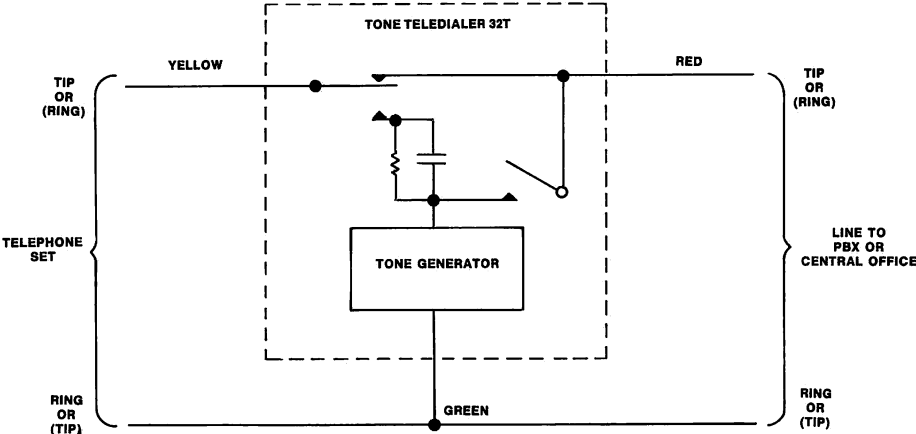 TONE TELEDIALER 32T
YELLOW
RED
TIP
OR
(RING)
TIP
OR
(RING)
TELEPHONE
SET
TONE GENERATOR
LINE TO
PBX OR
CENTRAL OFFICE
RING
OR
(TIP)
GREEN
RING
OR
(TIP)